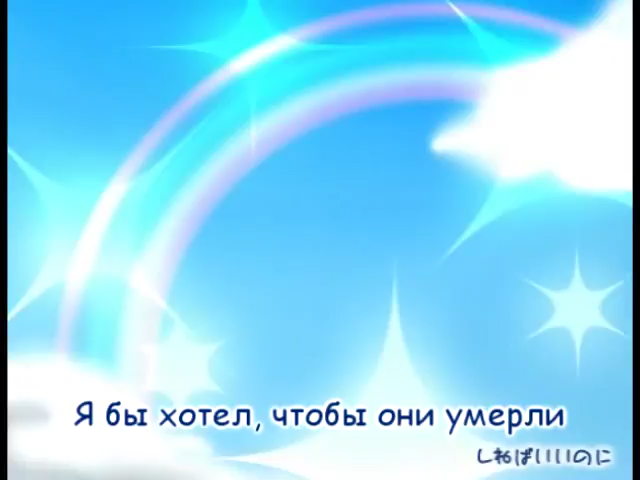 Я бы хотел, чтобы они умерли
しねばいいのに